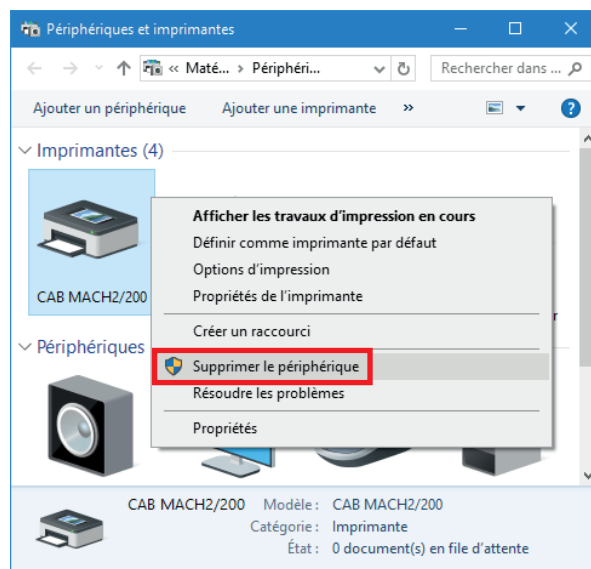 Périphériques et imprimantes
« Maté... > Périphéri...
Rechercher dans ...
Ajouter un périphérique Ajouter une imprimante »
Imprimantes (4)
CAB MACH2/200
Afficher les travaux d'impression en cours
Définir comme imprimante par défaut
Options d'impression
Propriétés de l'imprimante
Créer un raccourci
Supprimer le périphérique
Résoudre les problèmes
Propriétés
Périphériques
CAB MACH2/200 Modèle : CAB MACH2/200
Catégorie : Imprimante
État : 0 document(s) en file d'attente